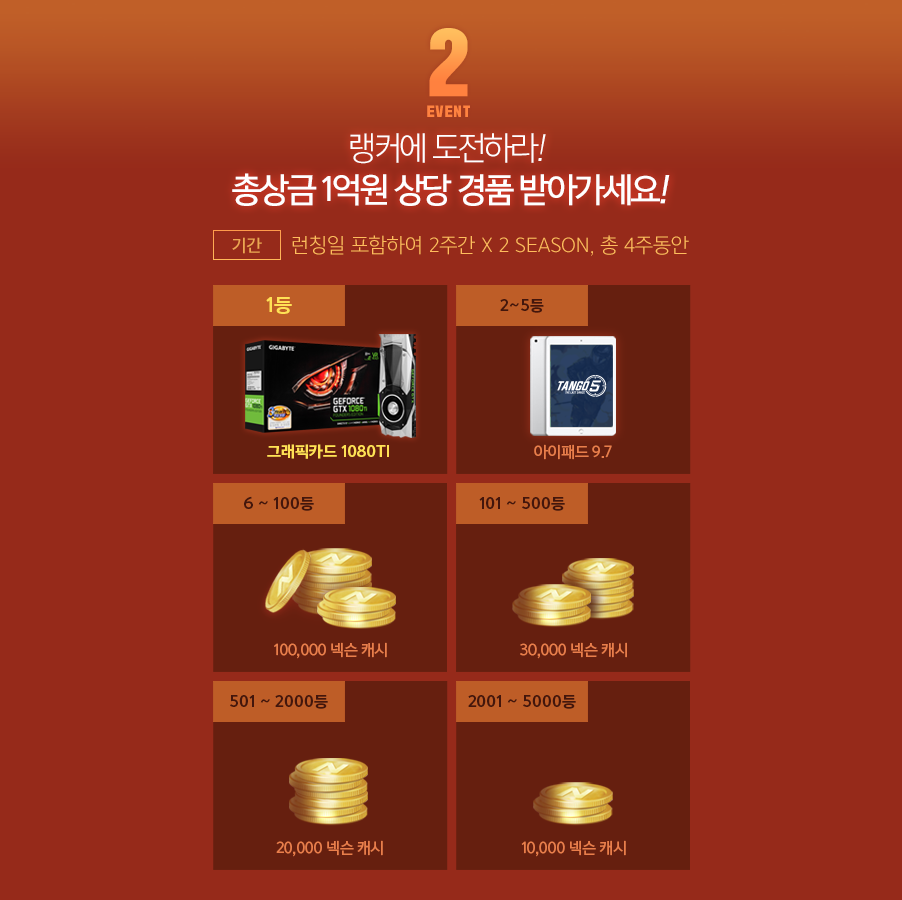 2
EVENT
랭커에 도전하라!
총상금 1억원 상당 경품 받아가세요!
기간 런칭일 포함하여 2주간 X 2 SEASON, 총 4주동안
1등
GIGABYTE
GIGABYTE
GEFORCE
GTX 1080 Ti
그래픽카드 1080TI
2~5등
TANGO 5
아이패드 9.7
6 ~ 100등
100,000 넥슨 캐시
101 ~ 500등
30,000 넥슨 캐시
501 ~ 2000등
20,000 넥슨 캐시
2001 ~ 5000등
10,000 넥슨 캐시